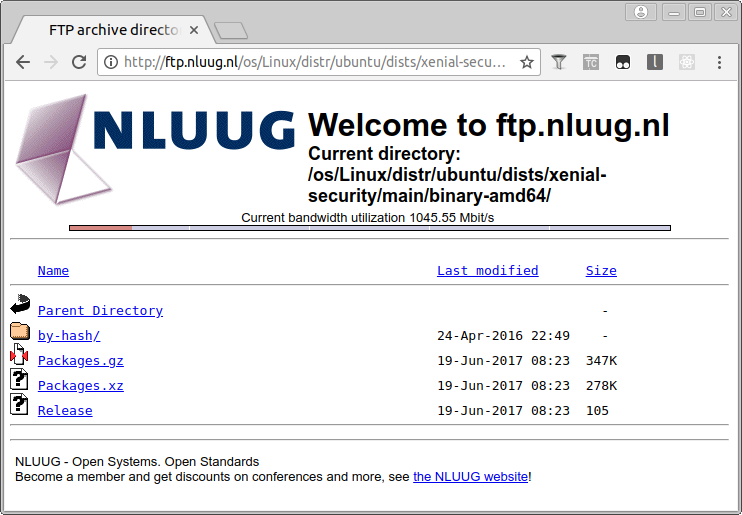 FTP archive directo
http://ftp.nluug.nl/os/Linux/distr/ubuntu/dists/xenial-secu...
TC
l
NLUUG
Welcome to ftp.nluug.nl
Current directory:
/os/Linux/distr/ubuntu/dists/xenial-
security/main/binary-amd64/
Current bandwidth utilization 1045.55 Mbit/s
Name Last modified Size
Parent Directory -
by-hash/ 24-Apr-2016 22:49 -
Packages.gz 19-Jun-2017 08:23 347K
Packages.xz 19-Jun-2017 08:23 278K
Release 19-Jun-2017 08:23 105
NLUUG - Open Systems. Open Standards
Become a member and get discounts on conferences and more, see the NLUUG website!